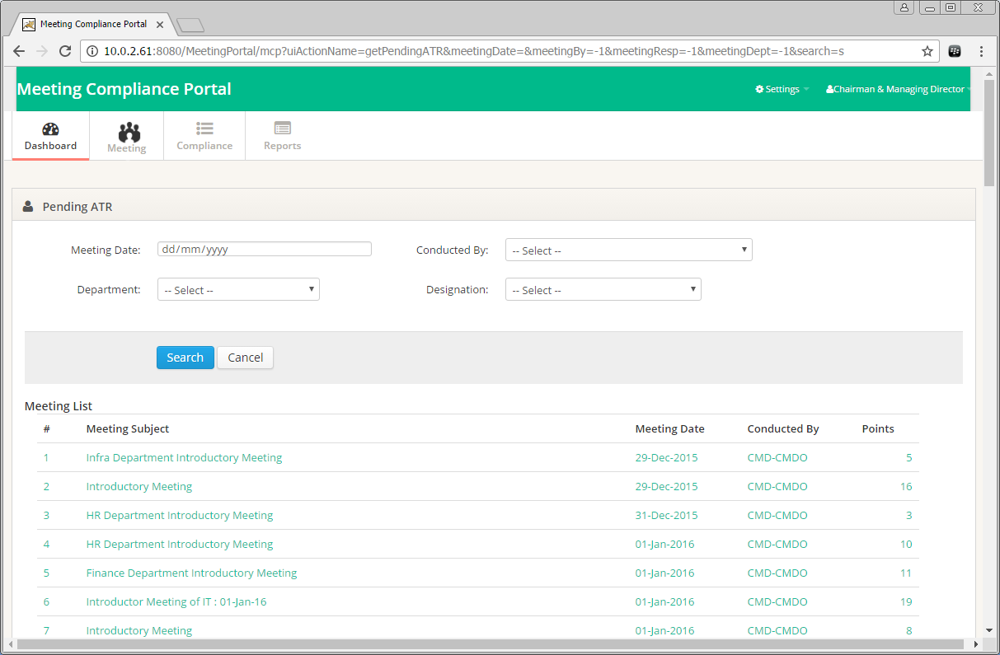 Meeting Compliance Portal
10.0.2.61:8080/MeetingPortal/mcp?uiActionName=getPendingATR&meetingDate=&meetingBy=-1&meetingResp=-1&meetingDept=-1&search=s
Meeting Compliance Portal Settings Chairman & Managing Director
Dashboard Meeting Compliance Reports
Pending ATR
Meeting Date: dd/mm/yyyy Conducted By: -- Select --
Department: -- Select -- Designation: -- Select --
Search Cancel
Meeting List
# Meeting Subject Meeting Date Conducted By Points
1 Infra Department Introductory Meeting 29-Dec-2015 CMD-CMDO 5
2 Introductory Meeting 29-Dec-2015 CMD-CMDO 16
3 HR Department Introductory Meeting 31-Dec-2015 CMD-CMDO 3
4 HR Department Introductory Meeting 01-Jan-2016 CMD-CMDO 10
5 Finance Department Introductory Meeting 01-Jan-2016 CMD-CMDO 11
6 Introductor Meeting of IT : 01-Jan-16 01-Jan-2016 CMD-CMDO 19
7 Introductory Meeting 01-Jan-2016 CMD-CMDO 8